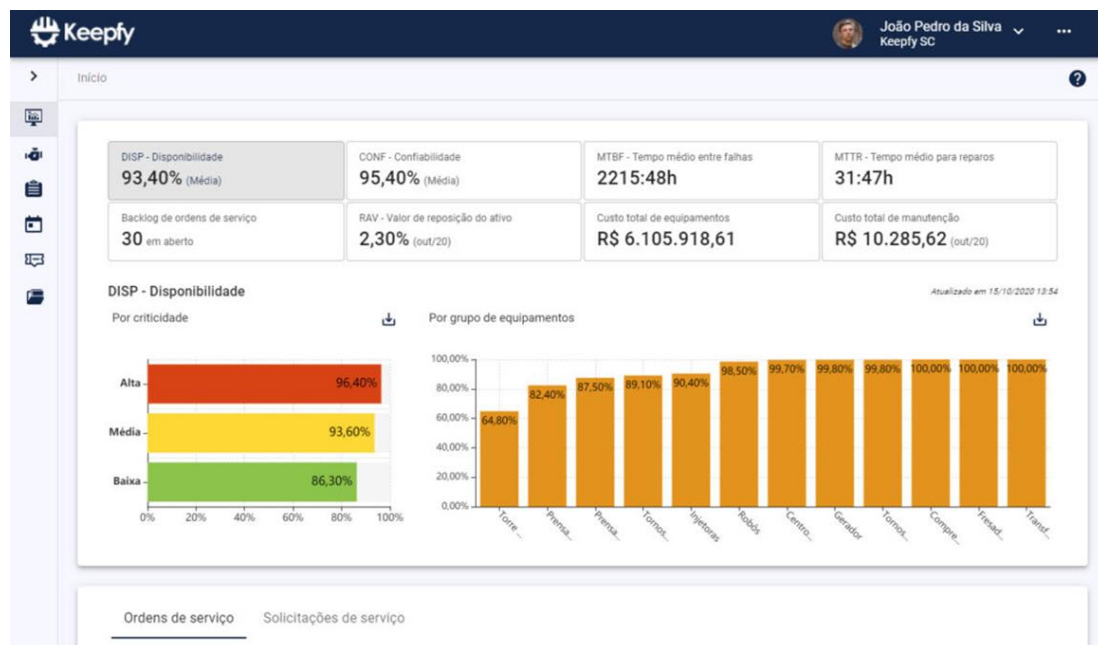 Keepfy
João Pedro da Silva
Keepfy SC
Início
DISP - Disponibilidade
93,40% (Média)
CONF - Confiabilidade
95,40% (Média)
MTBF - Tempo médio entre falhas
2215:48h
MTTR - Tempo médio para reparos
31:47h
Backlog de ordens de serviço
30 em aberto
RAV - Valor de reposição do ativo
2,30% (out/20)
Custo total de equipamentos
R$ 6.105.918,61
Custo total de manutenção
R$ 10.285,62 (out/20)
DISP - Disponibilidade
Atualizado em 15/10/2020 13:54
Por criticidade
Alta
96,40%
Média
93,60%
Baixa
86,30%
0% 20% 40% 60% 80% 100%
Por grupo de equipamentos
100,00%
80,00%
60,00%
40,00%
20,00%
0,00%
64,80% 82,40% 87,50% 89,10% 90,40% 98,50% 99,70% 99,80% 99,80% 100,00% 100,00% 100,00%
Torre ... Prensa... Prensa... Tornos... Injetoras Robôs Centro... Gerador Tornos... Compre... Fresad... Transf...
Ordens de serviço
Solicitações de serviço